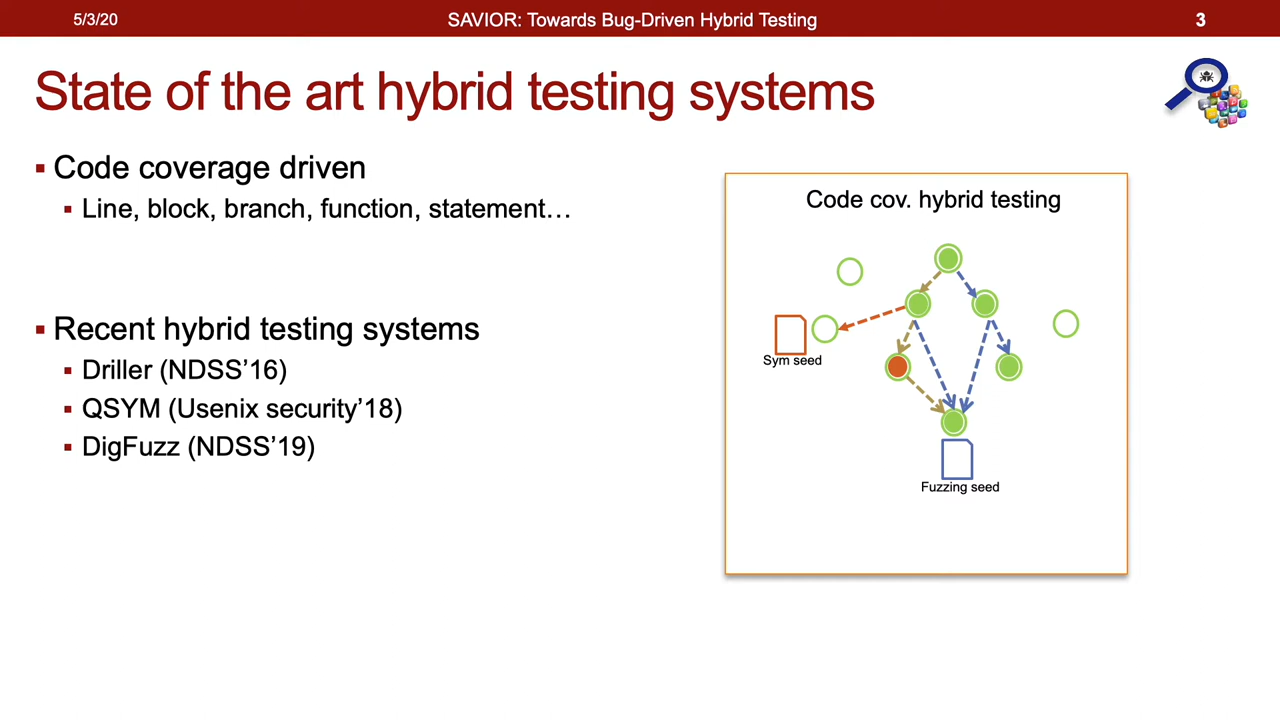 5/3/20
SAVIOR: Towards Bug-Driven Hybrid Testing
3
State of the art hybrid testing systems
Code coverage driven
Line, block, branch, function, statement…
Recent hybrid testing systems
Driller (NDSS’16)
QSYM (Usenix security’18)
DigFuzz (NDSS’19)
Code cov. hybrid testing
Sym seed
Fuzzing seed